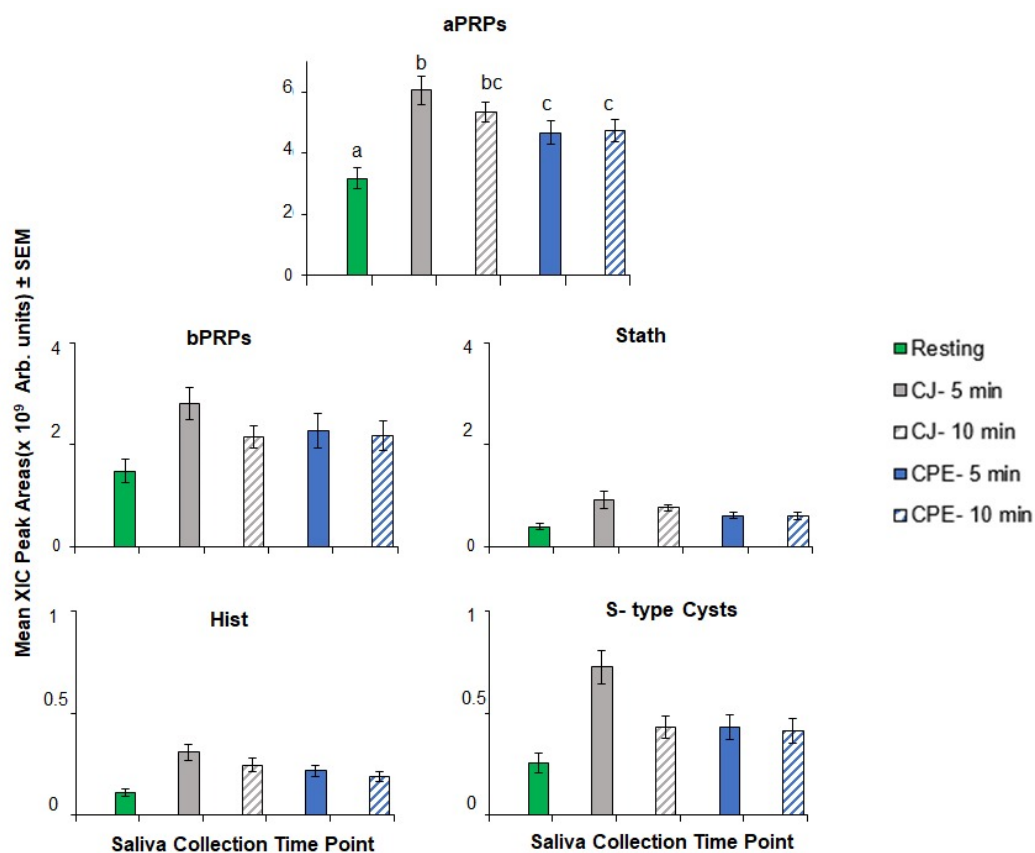 aPRPs
6
4
2
0
a
b
bc
c
c
Mean XIC Peak Areas(x 10⁹ Arb. units) ± SEM
bPRPs
4
2
0
Stath
4
2
0
Resting
CJ- 5 min
CJ- 10 min
CPE- 5 min
CPE- 10 min
Hist
1
0.5
0
S- type Cysts
1
0.5
0
Saliva Collection Time Point
Saliva Collection Time Point